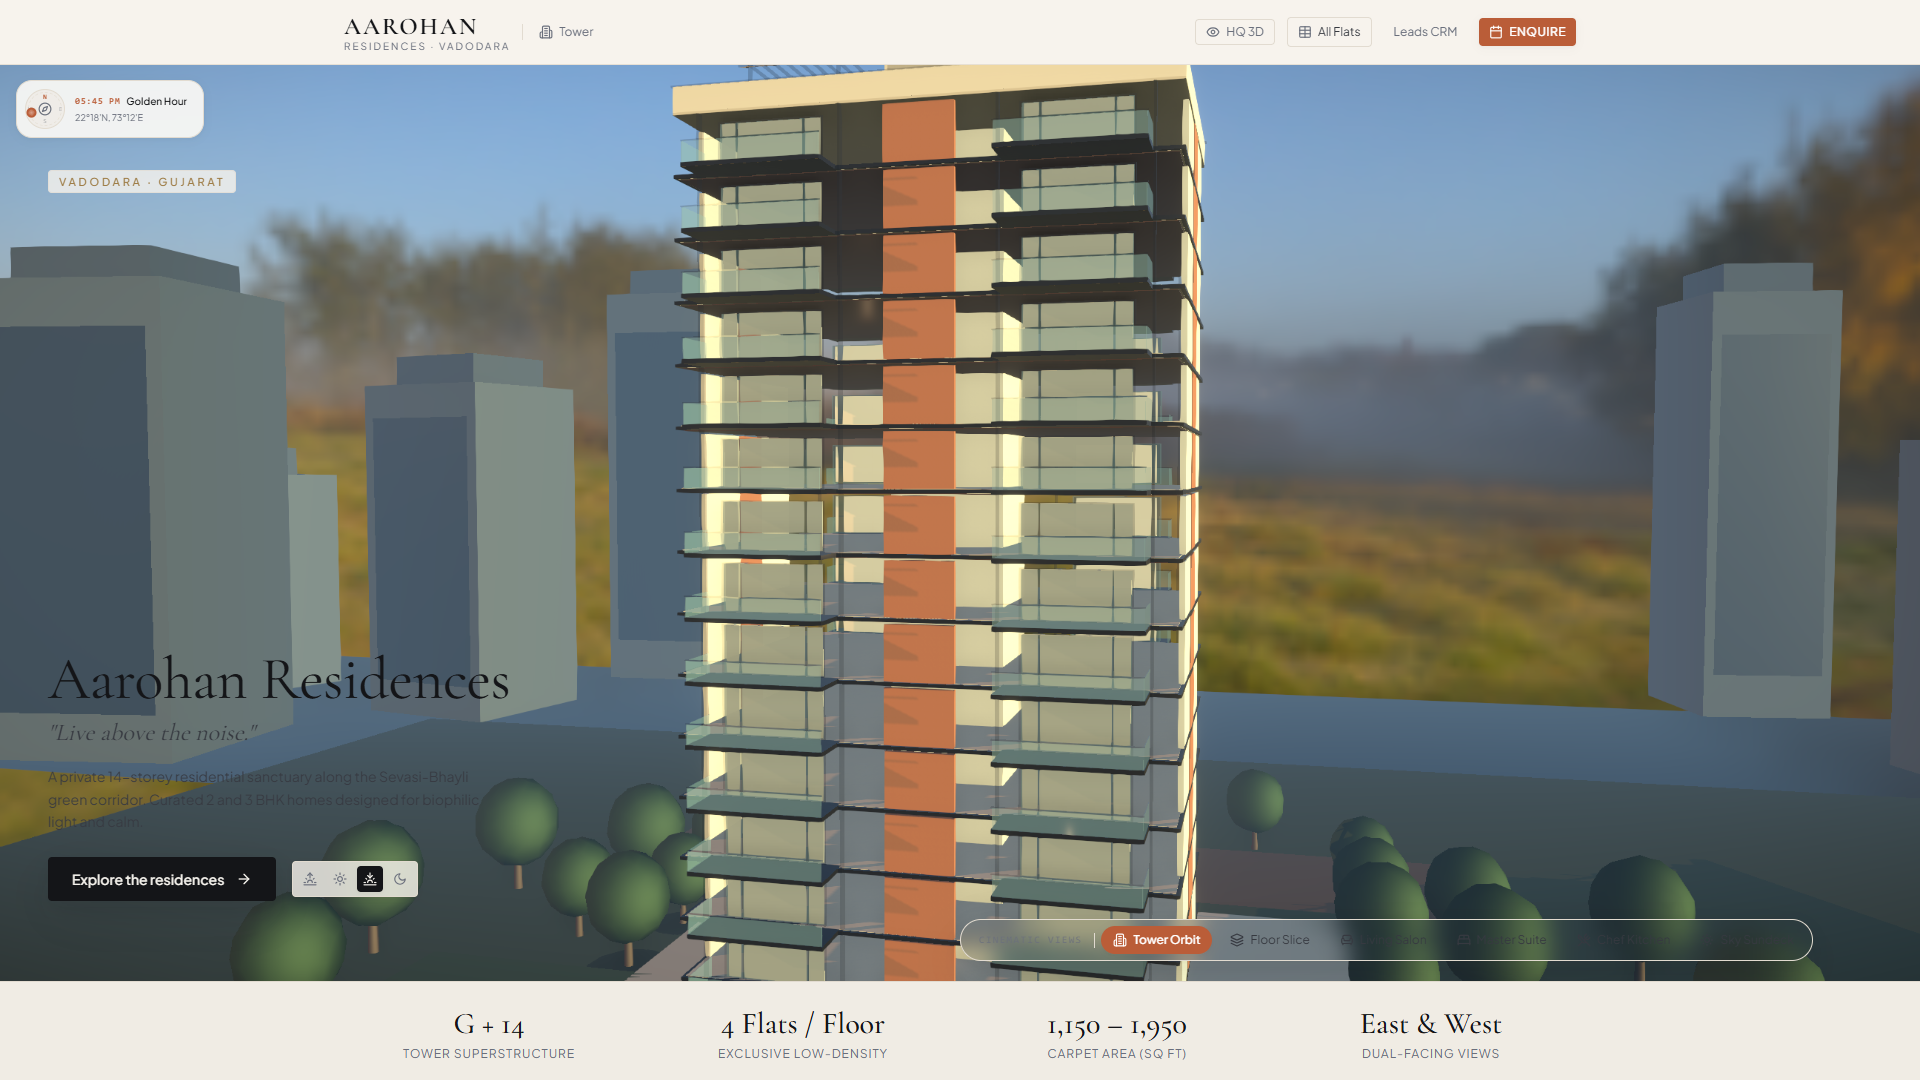 AAROHAN
RESIDENCES · VADODARA
Tower
HQ 3D
All Flats
Leads CRM
ENQUIRE
N
05:45 PM Golden Hour
22°18'N, 73°12'E
VADODARA · GUJARAT
Aarohan Residences
"Live above the noise."
A private 14-storey residential sanctuary along the Sevasi-Bhayli
green corridor. Curated 2 and 3 BHK homes designed for biophilic
light and calm.
Explore the residences
CINEMATIC VIEWS
Tower Orbit
Floor Slice
Salon
Suite
G + 14
TOWER SUPERSTRUCTURE
4 Flats / Floor
EXCLUSIVE LOW-DENSITY
1,150 – 1,950
CARPET AREA (SQ FT)
East & West
DUAL-FACING VIEWS